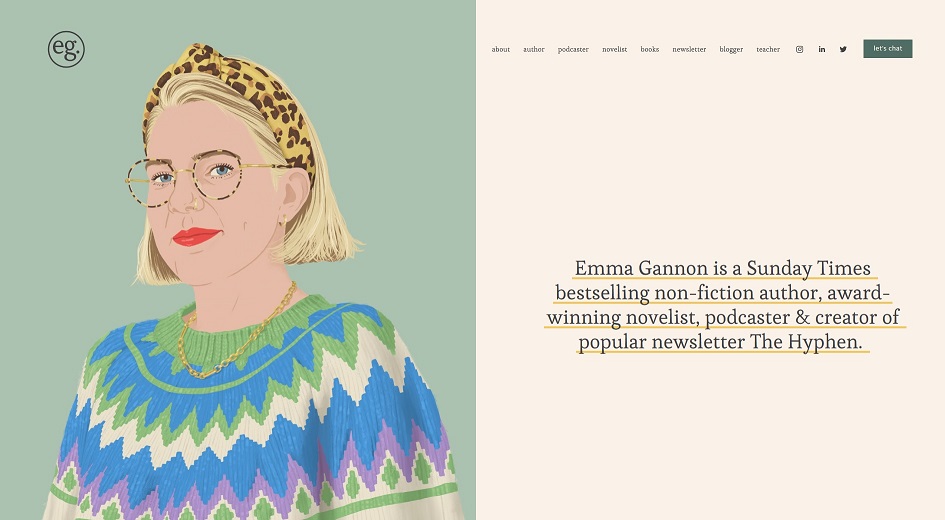 eg.
about author podcaster novelist books newsletter blogger teacher let's chat
Emma Gannon is a Sunday Times
bestselling non-fiction author, award-
winning novelist, podcaster & creator of
popular newsletter The Hyphen.